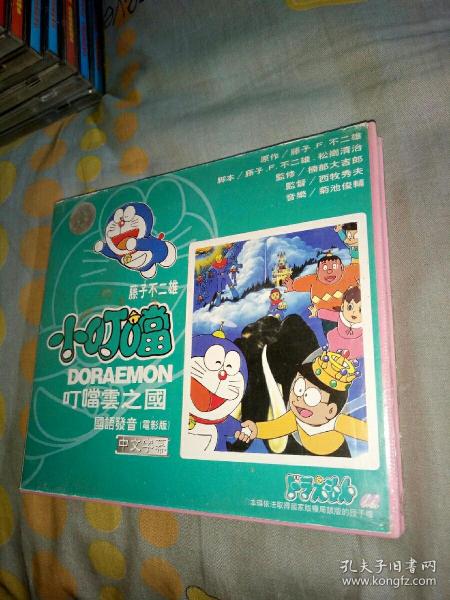 原作/藤子.F.不二雄
脚本/藤子.F.不二雄、松崗清治
監修/楠部大吉郎
監督/西牧秀夫
音樂/菊池俊輔
藤子不二雄
小叮噹
DORAEMON
叮噹雲之國
國語發音(電影版)
中文字幕
ドラえもん
孔夫子旧书网
www.kongfz.com